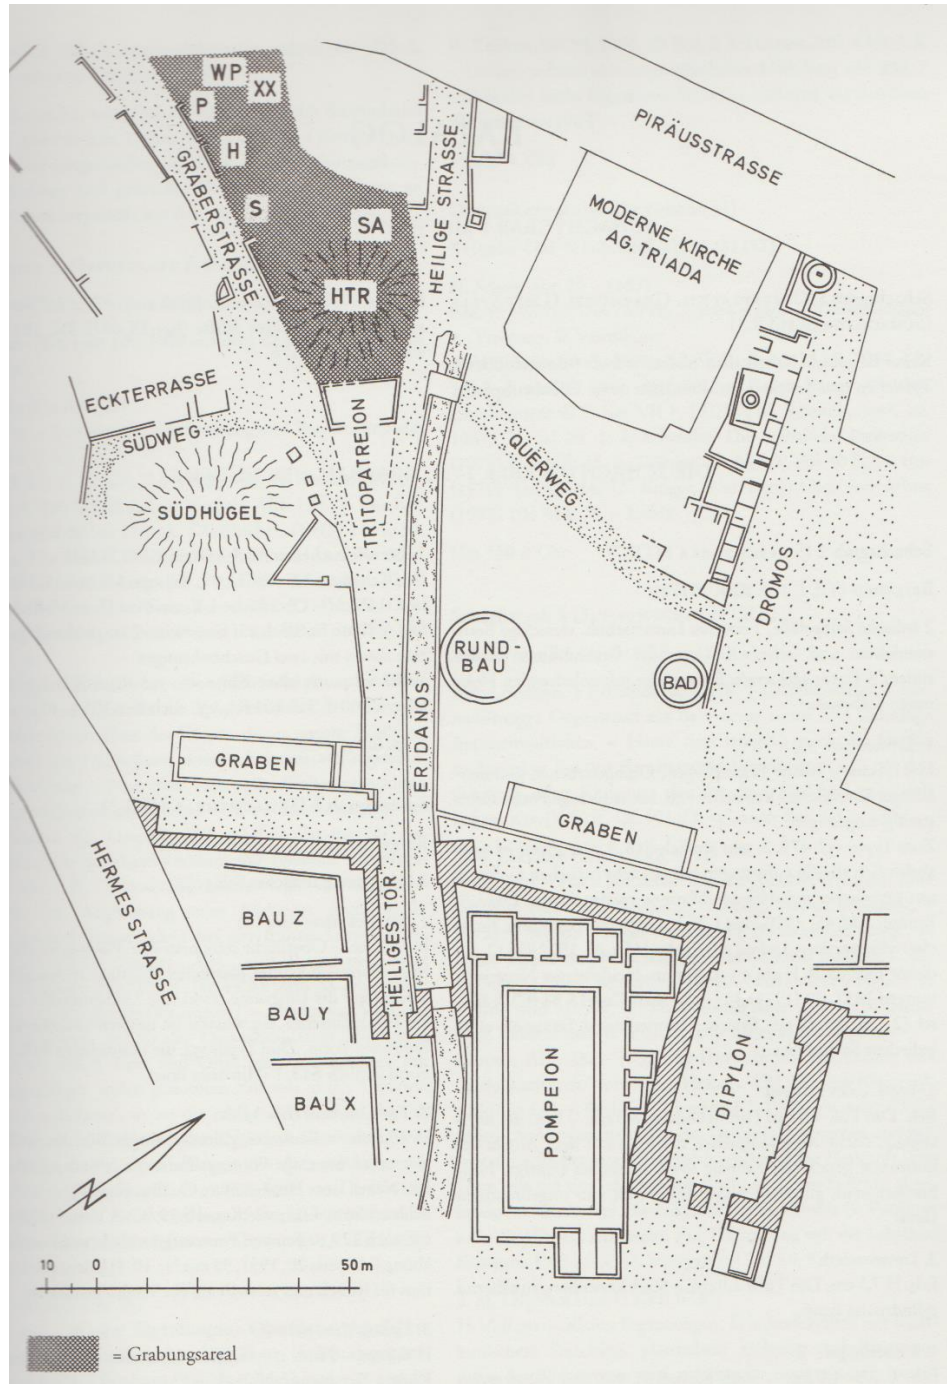 WP
XX
P
H
S
SA
HTR
GRÄBERSTRASSE
HEILIGE STRASSE
PIRÄUSSTRASSE
MODERNE KIRCHE
AG. TRIADA
ECKTERRASSE
SÜDWEG
SÜDHÜGEL
TRITOPATREION
QUERWEG
DROMOS
RUND-
BAU
BAD
ERIDANOS
GRABEN
GRABEN
HERMESSTRASSE
BAU Z
HEILIGES TOR
BAU Y
BAU X
POMPEION
DIPYLON
N
10 0 50 m
= Grabungsareal